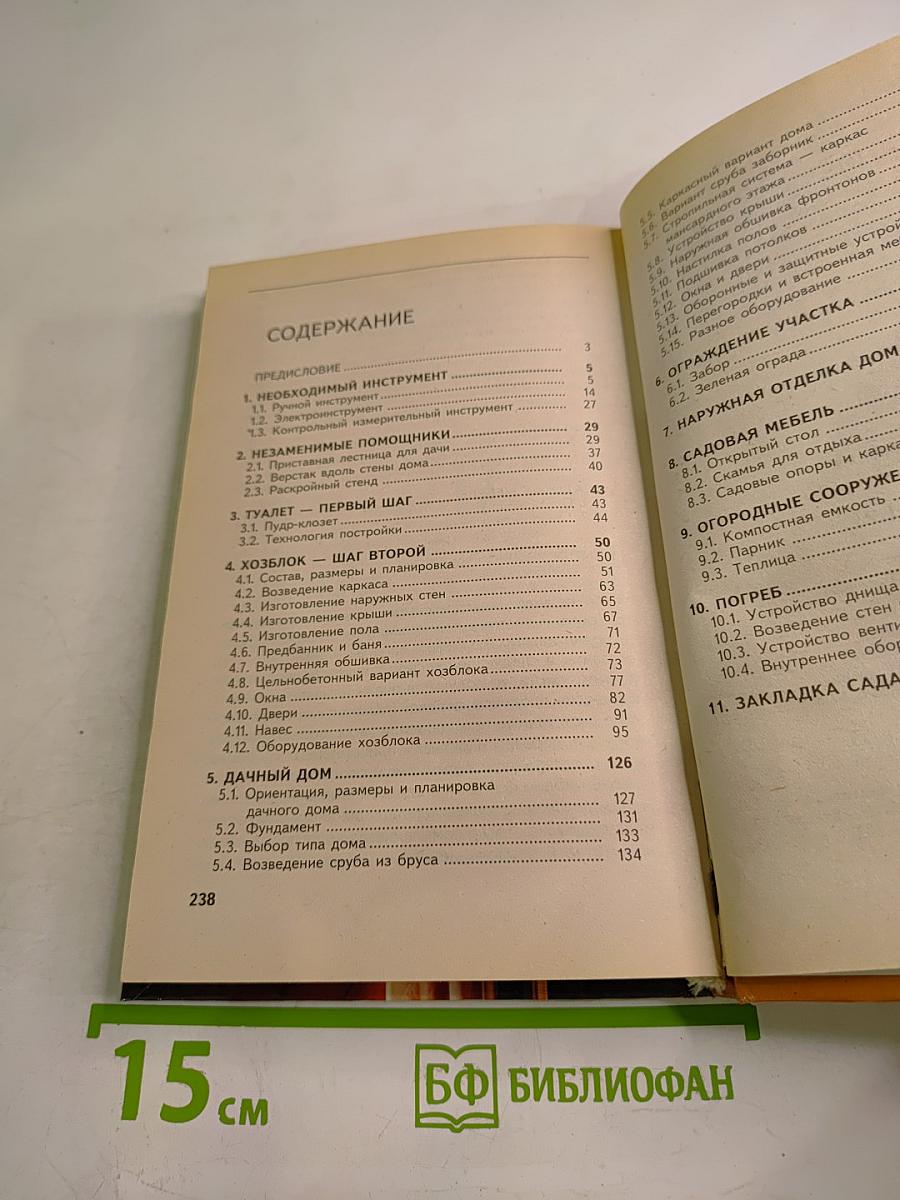 СОДЕРЖАНИЕ
ПРЕДИСЛОВИЕ 3
1. НЕОБХОДИМЫЙ ИНСТРУМЕНТ 5
1.1. Ручной инструмент 5
1.2. Электроинструмент 14
1.3. Контрольный измерительный инструмент 27
2. НЕЗАМЕНИМЫЕ ПОМОЩНИКИ 29
2.1. Приставная лестница для дачи 29
2.2. Верстак вдоль стены дома 37
2.3. Раскройный стенд 40
3. ТУАЛЕТ — ПЕРВЫЙ ШАГ 43
3.1. Пудр-клозет 43
3.2. Технология постройки 44
4. ХОЗБЛОК — ШАГ ВТОРОЙ 50
4.1. Состав, размеры и планировка 50
4.2. Возведение каркаса 51
4.3. Изготовление наружных стен 63
4.4. Изготовление крыши 65
4.5. Изготовление пола 67
4.6. Предбанник и баня 71
4.7. Внутренняя обшивка 72
4.8. Цельнобетонный вариант хозблока 73
4.9. Окна 77
4.10. Двери 82
4.11. Навес 91
4.12. Оборудование хозблока 95
5. ДАЧНЫЙ ДОМ 126
5.1. Ориентация, размеры и планировка
дачного дома 127
5.2. Фундамент 131
5.3. Выбор типа дома 133
5.4. Возведение сруба из бруса 134
238
5.5. Каркасный вариант дома
5.6. Вариант сруба заборник
5.7. Стропильная система — каркас
мансардного этажа
5.8. Устройство крыши
5.9. Наружная обшивка фронтонов
5.10. Настилка полов
5.11. Подшивка потолков
5.12. Окна и двери
5.13. Оборонные и защитные устрой
5.14. Перегородки и встроенная ме
5.15. Разное оборудование
6. ОГРАЖДЕНИЕ УЧАСТКА
6.1. Забор
6.2. Зеленая ограда
7. НАРУЖНАЯ ОТДЕЛКА ДОМ
8. САДОВАЯ МЕБЕЛЬ
8.1. Открытый стол
8.2. Скамья для отдыха
8.3. Садовые опоры и карка
9. ОГОРОДНЫЕ СООРУЖЕ
9.1. Компостная емкость
9.2. Парник
9.3. Теплица
10. ПОГРЕБ
10.1. Устройство днища
10.2. Возведение стен
10.3. Устройство венти
10.4. Внутреннее обор
11. ЗАКЛАДКА САДА
15 см
БФ БИБЛИОФАН